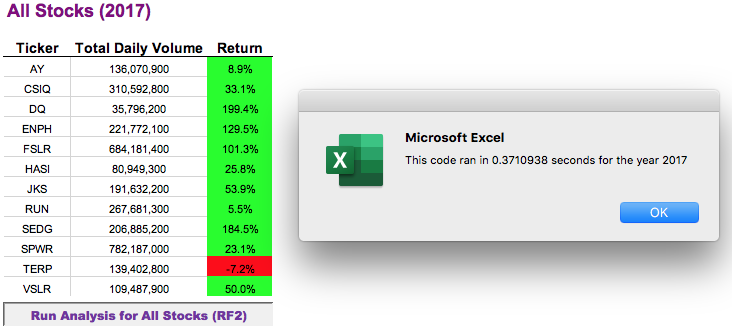 All Stocks (2017)
Ticker Total Daily Volume Return
AY 136,070,900 8.9%
CSIQ 310,592,800 33.1%
DQ 35,796,200 199.4%
ENPH 221,772,100 129.5%
FSLR 684,181,400 101.3%
HASI 80,949,300 25.8%
JKS 191,632,200 53.9%
RUN 267,681,300 5.5%
SEDG 206,885,200 184.5%
SPWR 782,187,000 23.1%
TERP 139,402,800 -7.2%
VSLR 109,487,900 50.0%
Run Analysis for All Stocks (RF2)
X
Microsoft Excel
This code ran in 0.3710938 seconds for the year 2017
OK